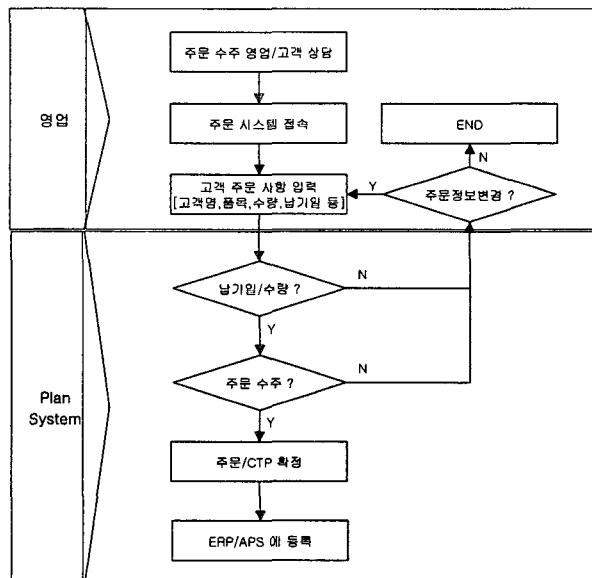 주문 수주 영업/고객 상담
영업
주문 시스템 접속
END
N
고객 주문 사항 입력
[고객명,품목,수량,납기일 등]
Y
주문정보변경 ?
납기일/수량 ?
N
Y
주문 수주 ?
N
Plan
System
Y
주문/CTP 확정
ERP/APS 에 등록